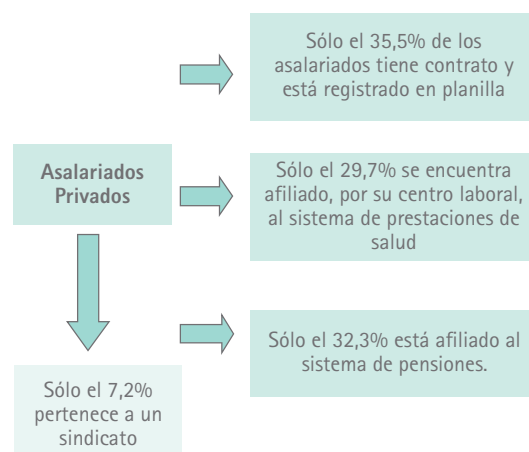 Sólo el 35,5% de los
asalariados tiene contrato y
está registrado en planilla
Asalariados
Privados
Sólo el 29,7% se encuentra
afiliado, por su centro laboral,
al sistema de prestaciones de
salud
Sólo el 32,3% está afiliado al
sistema de pensiones.
Sólo el 7,2%
pertenece a un
sindicato